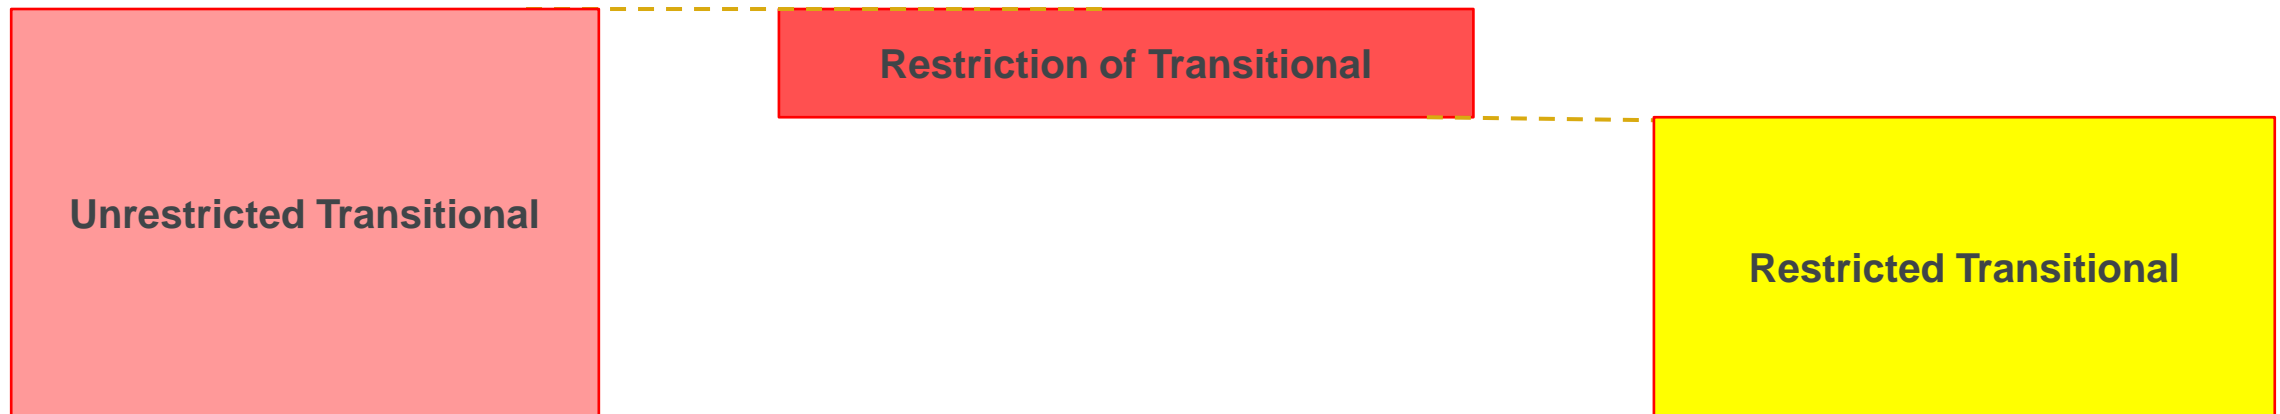 Restriction of Transitional
Unrestricted Transitional
Restricted Transitional